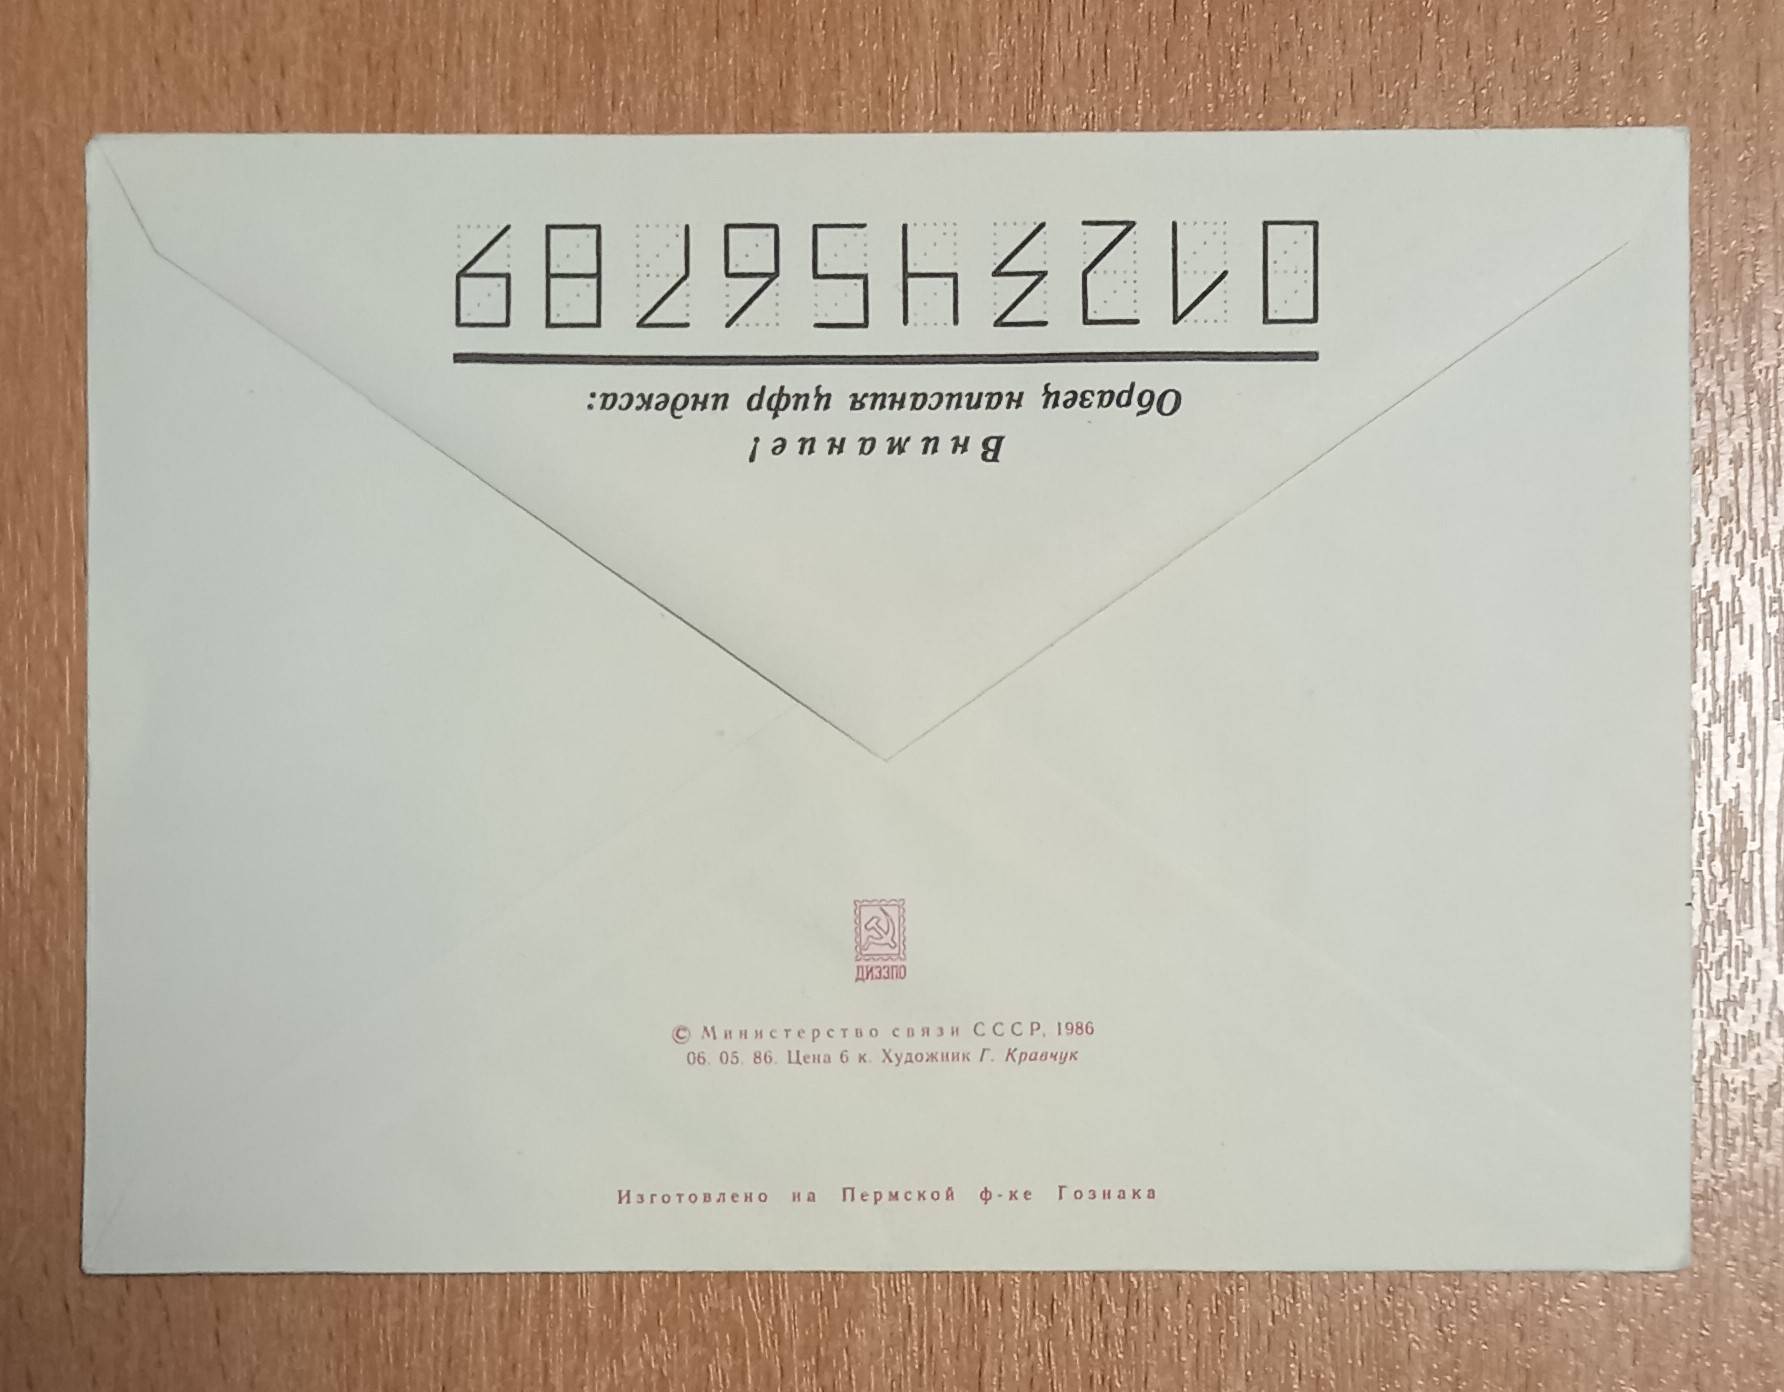 Внимание!
Образец написания цифр индекса:
0123456789
ДИЭЗПО
© Министерство связи СССР, 1986
06. 05. 86. Цена 6 к. Художник Г. Кравчук
Изготовлено на Пермской ф-ке Гознака